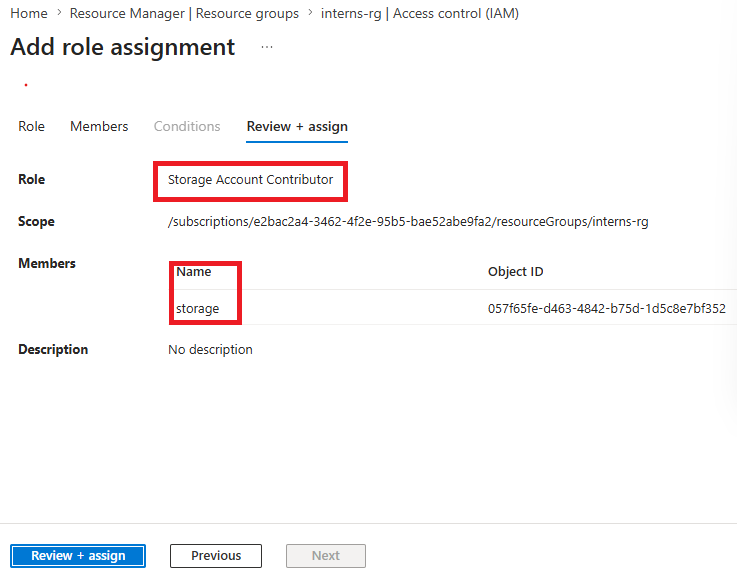 Home > Resource Manager | Resource groups > interns-rg | Access control (IAM)
Add role assignment ...
Role Members Conditions Review + assign
Role Storage Account Contributor
Scope /subscriptions/e2bac2a4-3462-4f2e-95b5-bae52abe9fa2/resourceGroups/interns-rg
Members Name Object ID
storage 057f65fe-d463-4842-b75d-1d5c8e7bf352
Description No description
Review + assign Previous Next